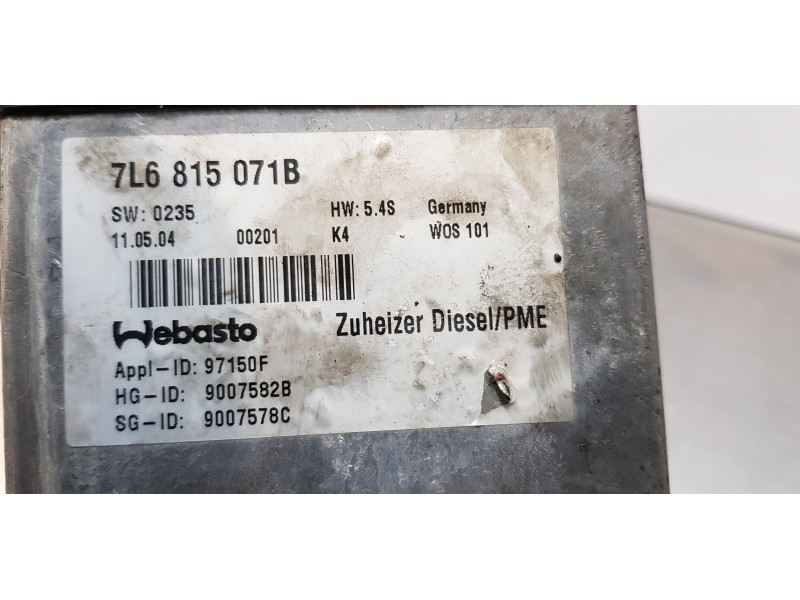 7L6 815 071B
SW: 0235 HW: 5.4S Germany
11.05.04 00201 K4 WOS 101
Webasto Zuheizer Diesel/PME
Appl-ID: 97150F
HG-ID: 9007582B
SG-ID: 9007578C